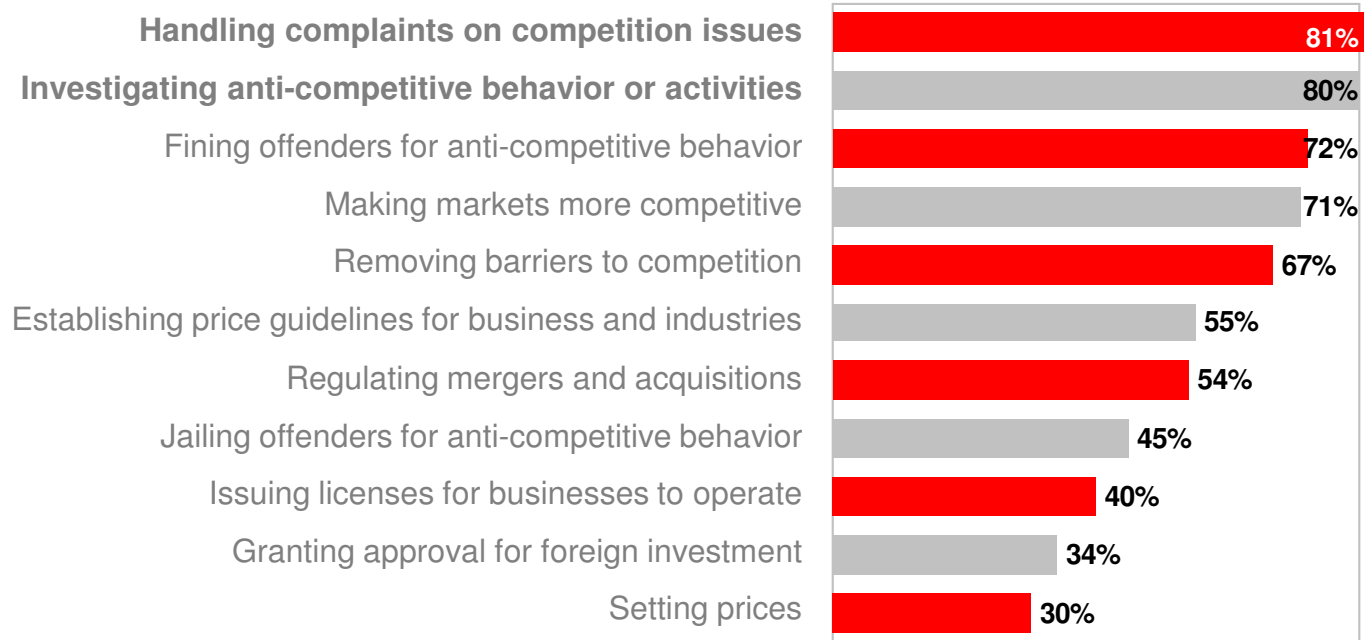 Handling complaints on competition issues 81%
Investigating anti-competitive behavior or activities 80%
Fining offenders for anti-competitive behavior 72%
Making markets more competitive 71%
Removing barriers to competition 67%
Establishing price guidelines for business and industries 55%
Regulating mergers and acquisitions 54%
Jailing offenders for anti-competitive behavior 45%
Issuing licenses for businesses to operate 40%
Granting approval for foreign investment 34%
Setting prices 30%